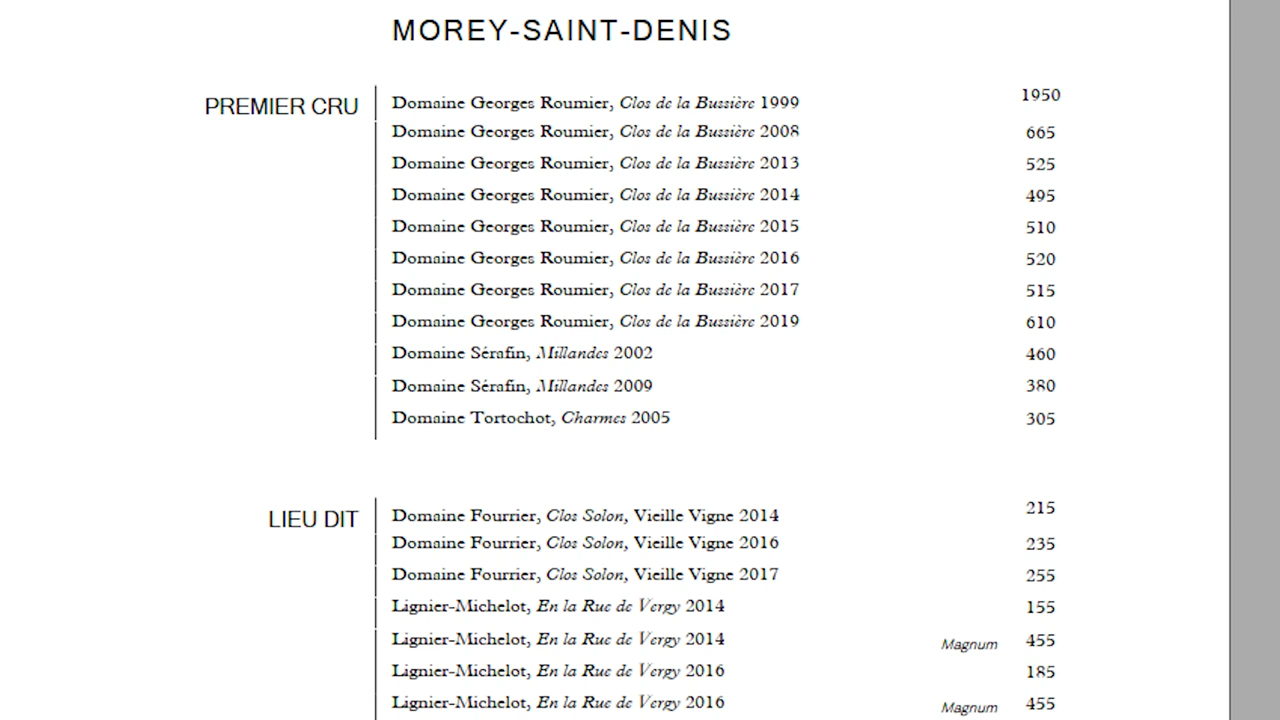 MOREY-SAINT-DENIS
PREMIER CRU Domaine Georges Roumier, Clos de la Bussière 1999 1950
Domaine Georges Roumier, Clos de la Bussière 2008 665
Domaine Georges Roumier, Clos de la Bussière 2013 525
Domaine Georges Roumier, Clos de la Bussière 2014 495
Domaine Georges Roumier, Clos de la Bussière 2015 510
Domaine Georges Roumier, Clos de la Bussière 2016 520
Domaine Georges Roumier, Clos de la Bussière 2017 515
Domaine Georges Roumier, Clos de la Bussière 2019 610
Domaine Sérafin, Millandes 2002 460
Domaine Sérafin, Millandes 2009 380
Domaine Tortochot, Charmes 2005 305
LIEU DIT Domaine Fourrier, Clos Solon, Vieille Vigne 2014 215
Domaine Fourrier, Clos Solon, Vieille Vigne 2016 235
Domaine Fourrier, Clos Solon, Vieille Vigne 2017 255
Lignier-Michelot, En la Rue de Vergy 2014 155
Lignier-Michelot, En la Rue de Vergy 2014 Magnum 455
Lignier-Michelot, En la Rue de Vergy 2016 185
Lignier-Michelot, En la Rue de Vergy 2016 Magnum 455